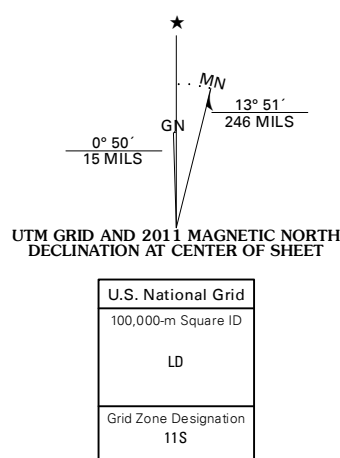 MN
13° 51´
246 MILS
GN
0° 50´
15 MILS
UTM GRID AND 2011 MAGNETIC NORTH
DECLINATION AT CENTER OF SHEET
U.S. National Grid
100,000-m Square ID
LD
Grid Zone Designation
11S